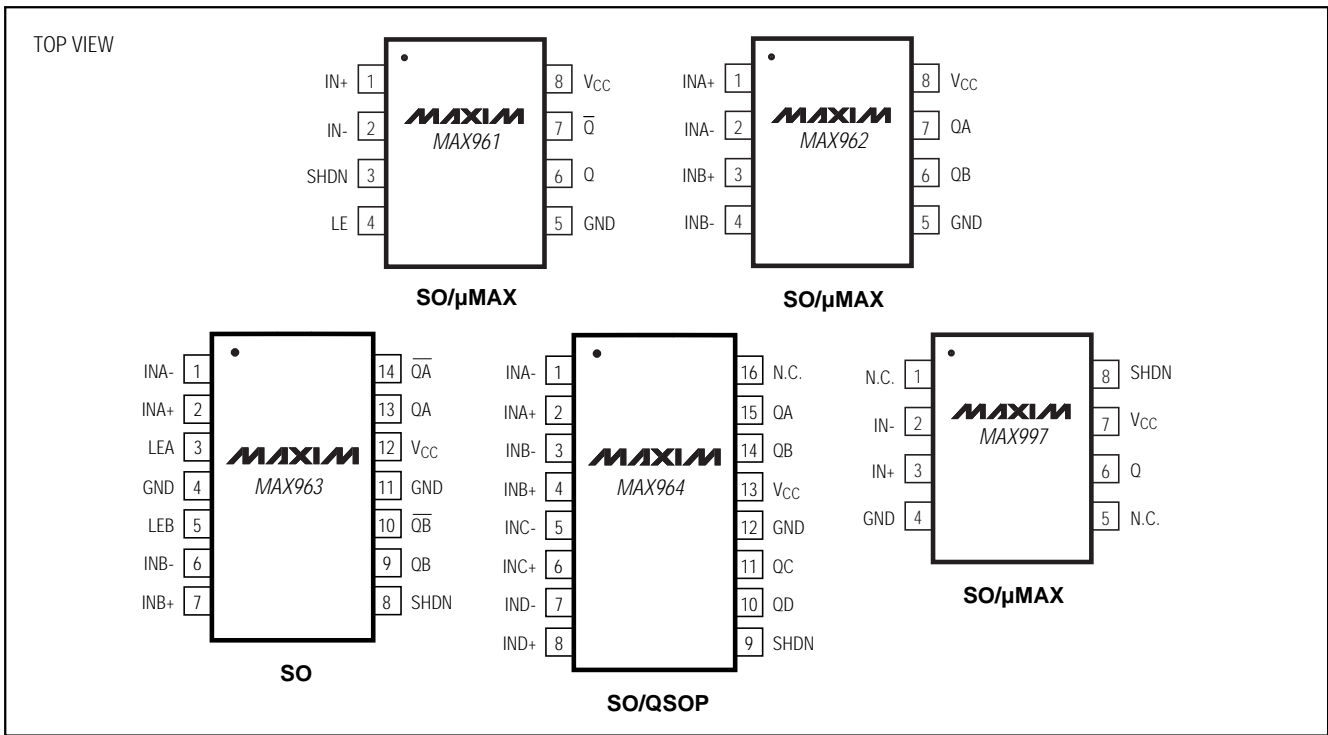 TOP VIEW
IN+ 1 8 VCC
IN- 2 7 Q̅
SHDN 3 6 Q
LE 4 5 GND
MAXIM
MAX961
SO/µMAX
INA+ 1 8 VCC
INA- 2 7 QA
INB+ 3 6 QB
INB- 4 5 GND
MAXIM
MAX962
SO/µMAX
INA- 1 14 Q̅A̅
INA+ 2 13 QA
LEA 3 12 VCC
GND 4 11 GND
LEB 5 10 Q̅B̅
INB- 6 9 QB
INB+ 7 8 SHDN
MAXIM
MAX963
SO
INA- 1 16 N.C.
INA+ 2 15 QA
INB- 3 14 QB
INB+ 4 13 VCC
INC- 5 12 GND
INC+ 6 11 QC
IND- 7 10 QD
IND+ 8 9 SHDN
MAXIM
MAX964
SO/QSOP
N.C. 1 8 SHDN
IN- 2 7 VCC
IN+ 3 6 Q
GND 4 5 N.C.
MAXIM
MAX997
SO/µMAX